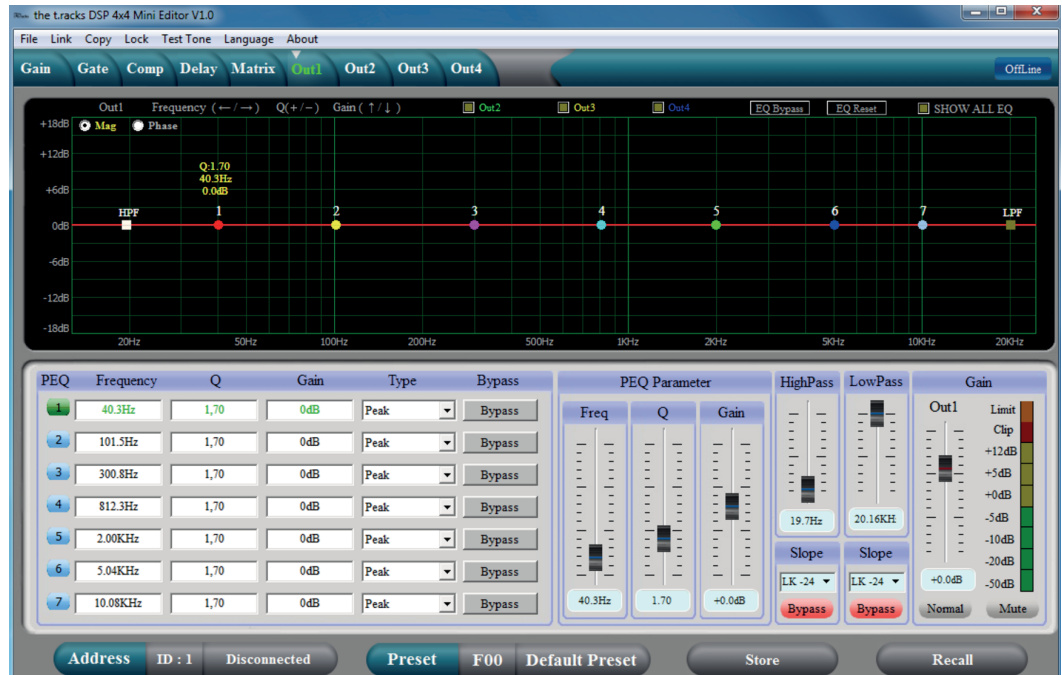 the t.racks DSP 4x4 Mini Editor V1.0
File Link Copy Lock Test Tone Language About
Gain Gate Comp Delay Matrix Out1 Out2 Out3 Out4 OffLine
Out1 Frequency (←/→) Q(+/−) Gain (↑/↓) Out2 Out3 Out4 EQ Bypass EQ Reset SHOW ALL EQ
+18dB Mag Phase
+12dB
Q:1.70
40.3Hz
+6dB 0.0dB
HPF 1 2 3 4 5 6 7 LPF
0dB
-6dB
-12dB
-18dB
20Hz 50Hz 100Hz 200Hz 500Hz 1KHz 2KHz 5KHz 10KHz 20KHz
PEQ Frequency Q Gain Type Bypass
1 40.3Hz 1,70 0dB Peak Bypass
2 101.5Hz 1,70 0dB Peak Bypass
3 300.8Hz 1,70 0dB Peak Bypass
4 812.3Hz 1,70 0dB Peak Bypass
5 2.00KHz 1,70 0dB Peak Bypass
6 5.04KHz 1,70 0dB Peak Bypass
7 10.08KHz 1,70 0dB Peak Bypass
PEQ Parameter
Freq Q Gain
40.3Hz 1.70 +0.0dB
HighPass LowPass
19.7Hz 20.16KH
Slope Slope
LK -24 LK -24
Bypass Bypass
Gain
Out1 Limit
Clip
+12dB
+5dB
+0dB
-5dB
-10dB
-20dB
+0.0dB -50dB
Normal Mute
Address ID : 1 Disconnected Preset F00 Default Preset Store Recall